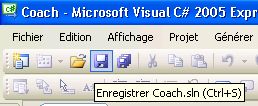 Coach - Microsoft Visual C# 2005 Expr
Fichier Edition Affichage Projet Générer
Enregistrer Coach.sln (Ctrl+S)